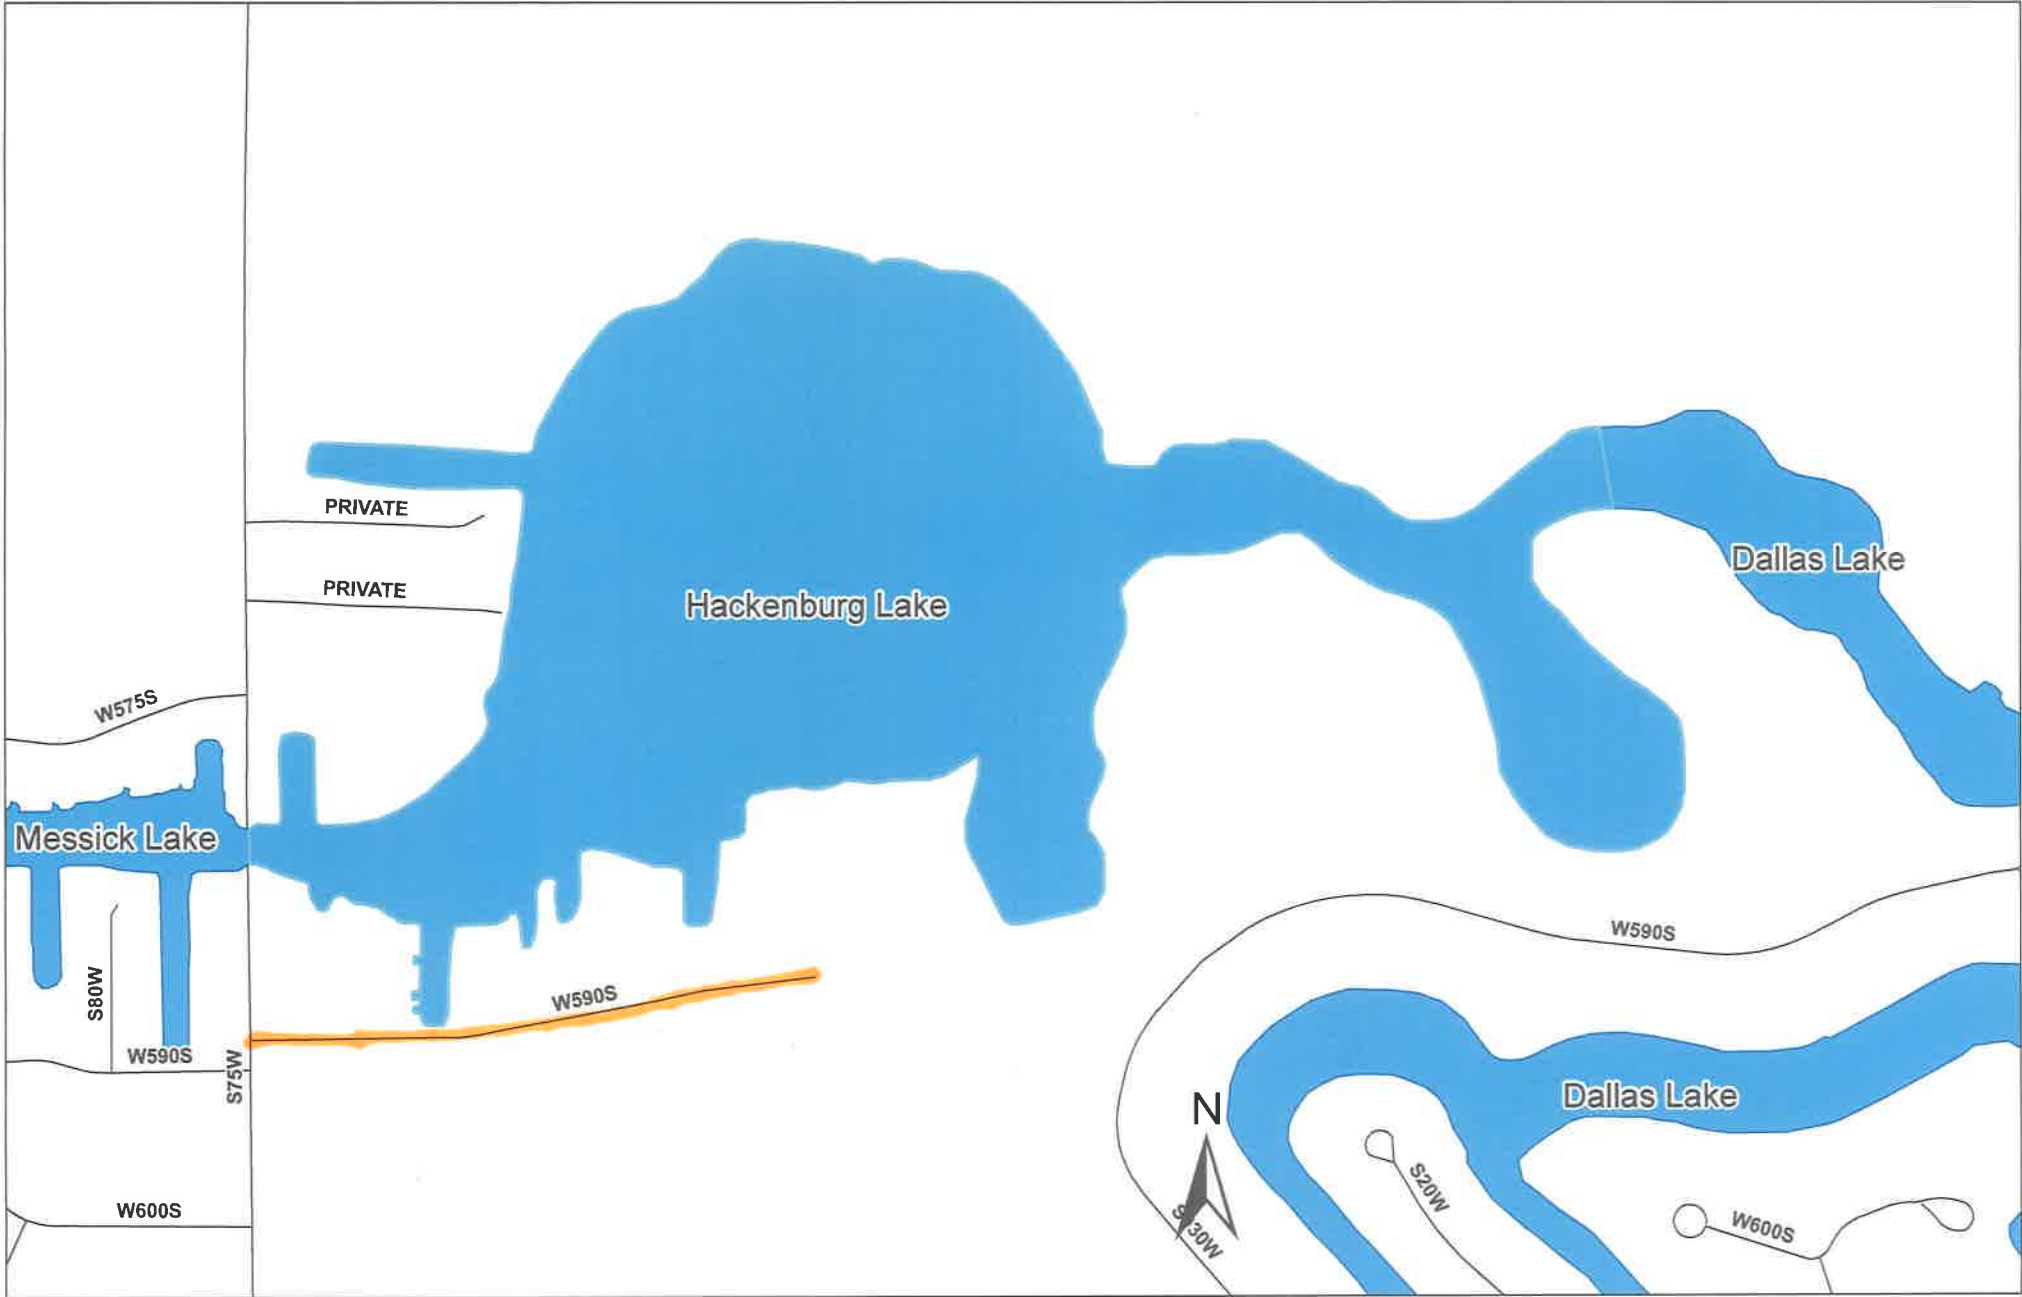 PRIVATE
Dallas Lake
PRIVATE
Hackenburg Lake
W575S
Messick Lake
W590S
S80W
W590S
W590S
S75W
Dallas Lake
N
S20W
W600S
W600S